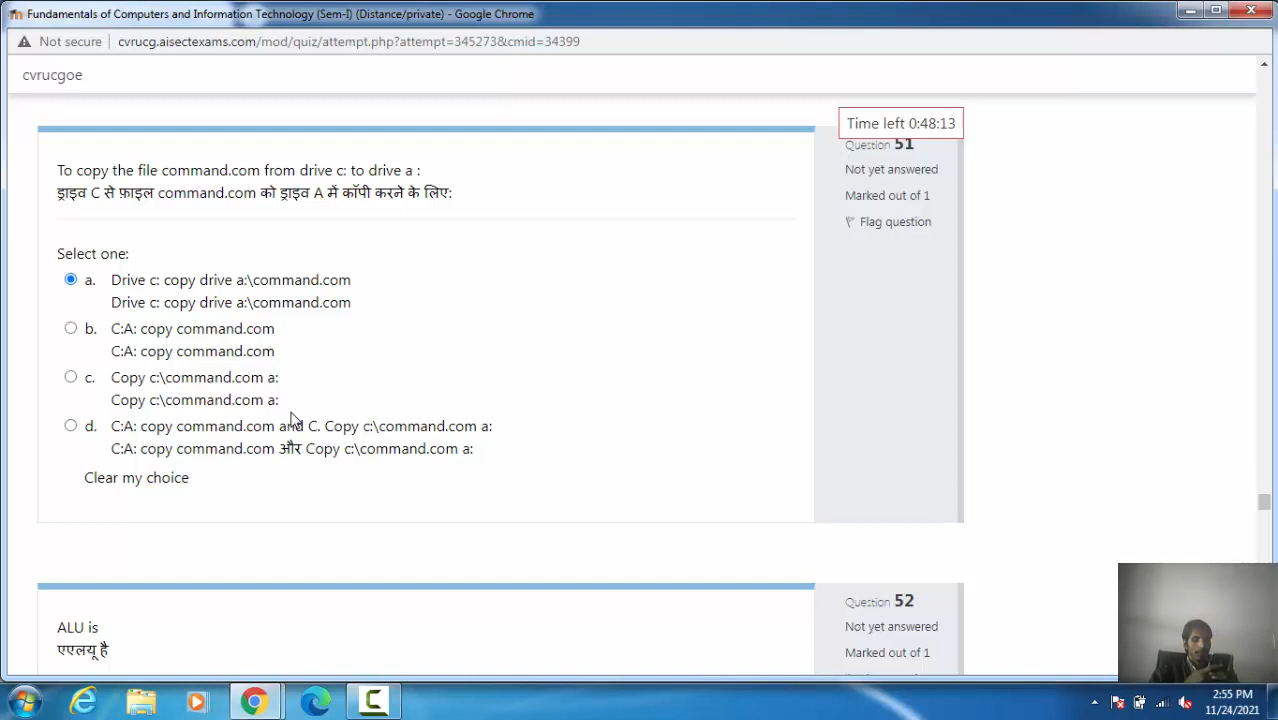 Fundamentals of Computers and Information Technology (Sem-I) (Distance/private) - Google Chrome
Not secure | cvrucg.aisectexams.com/mod/quiz/attempt.php?attempt=345273&cmid=34399
cvrucgoe
Time left 0:48:13
To copy the file command.com from drive c: to drive a :
ड्राइव C से फ़ाइल command.com को ड्राइव A में कॉपी करने के लिए:
Select one:
a. Drive c: copy drive a:\command.com
Drive c: copy drive a:\command.com
b. C:A: copy command.com
C:A: copy command.com
c. Copy c:\command.com a:
Copy c:\command.com a:
d. C:A: copy command.com and C. Copy c:\command.com a:
C:A: copy command.com और Copy c:\command.com a:
Clear my choice
Question 51
Not yet answered
Marked out of 1
Flag question
ALU is
एएलयू है
Question 52
Not yet answered
Marked out of 1
2:55 PM
11/24/2021